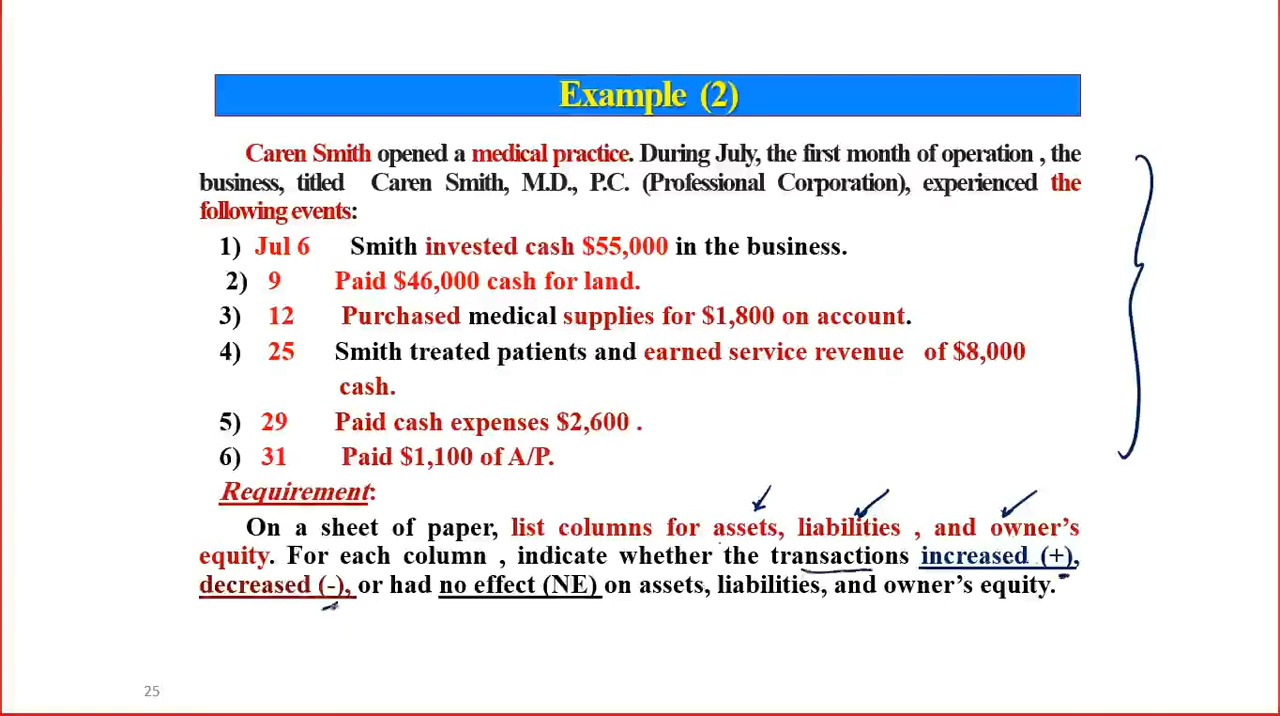 Example (2)
Caren Smith opened a medical practice. During July, the first month of operation , the
business, titled Caren Smith, M.D., P.C. (Professional Corporation), experienced the
following events:
1) Jul 6 Smith invested cash $55,000 in the business.
2) 9 Paid $46,000 cash for land.
3) 12 Purchased medical supplies for $1,800 on account.
4) 25 Smith treated patients and earned service revenue of $8,000
cash.
5) 29 Paid cash expenses $2,600 .
6) 31 Paid $1,100 of A/P.
Requirement:
On a sheet of paper, list columns for assets, liabilities , and owner's
equity. For each column , indicate whether the transactions increased (+),
decreased (-), or had no effect (NE) on assets, liabilities, and owner's equity."
25